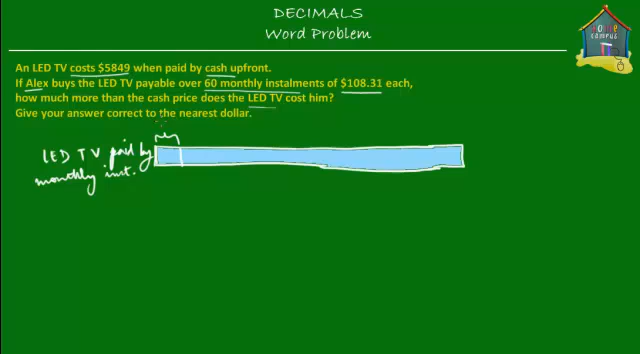 DECIMALS
Word Problem
home campus
An LED TV costs $5849 when paid by cash upfront.
If Alex buys the LED TV payable over 60 monthly instalments of $108.31 each,
how much more than the cash price does the LED TV cost him?
Give your answer correct to the nearest dollar.
LED TV paid by
monthly inst.